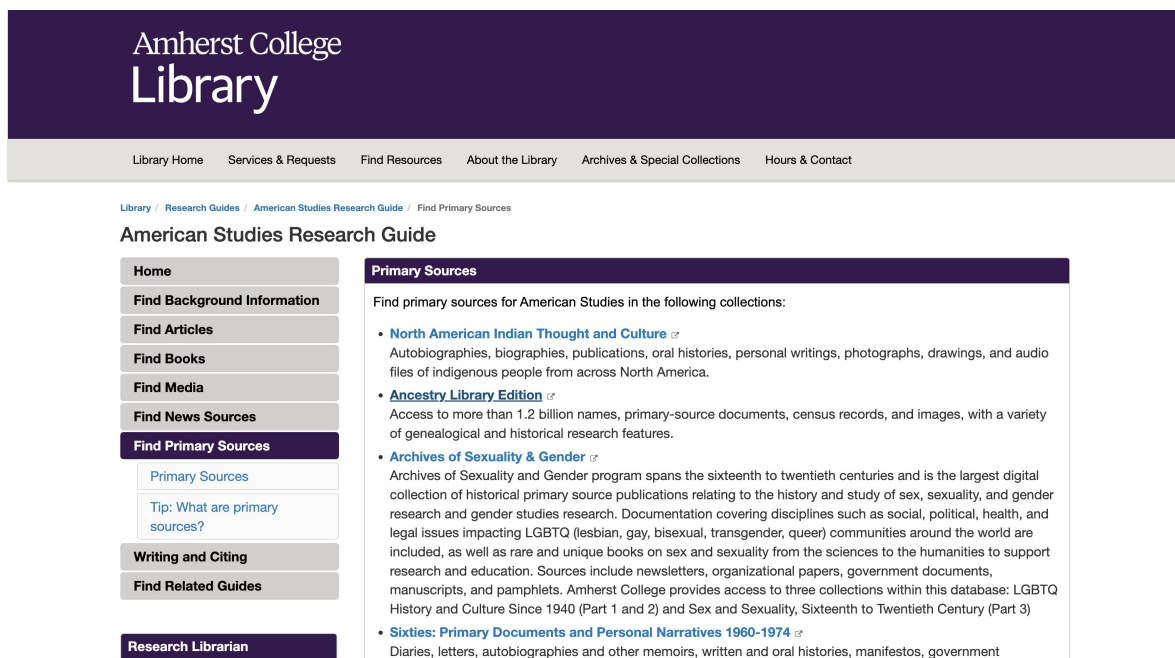 Amherst College
Library
Library Home Services & Requests Find Resources About the Library Archives & Special Collections Hours & Contact
Library / Research Guides / American Studies Research Guide / Find Primary Sources
American Studies Research Guide
Home
Find Background Information
Find Articles
Find Books
Find Media
Find News Sources
Find Primary Sources
Primary Sources
Tip: What are primary
sources?
Writing and Citing
Find Related Guides
Research Librarian
Primary Sources
Find primary sources for American Studies in the following collections:
• North American Indian Thought and Culture
Autobiographies, biographies, publications, oral histories, personal writings, photographs, drawings, and audio
files of indigenous people from across North America.
• Ancestry Library Edition
Access to more than 1.2 billion names, primary-source documents, census records, and images, with a variety
of genealogical and historical research features.
• Archives of Sexuality & Gender
Archives of Sexuality and Gender program spans the sixteenth to twentieth centuries and is the largest digital
collection of historical primary source publications relating to the history and study of sex, sexuality, and gender
research and gender studies research. Documentation covering disciplines such as social, political, health, and
legal issues impacting LGBTQ (lesbian, gay, bisexual, transgender, queer) communities around the world are
included, as well as rare and unique books on sex and sexuality from the sciences to the humanities to support
research and education. Sources include newsletters, organizational papers, government documents,
manuscripts, and pamphlets. Amherst College provides access to three collections within this database: LGBTQ
History and Culture Since 1940 (Part 1 and 2) and Sex and Sexuality, Sixteenth to Twentieth Century (Part 3)
• Sixties: Primary Documents and Personal Narratives 1960-1974
Diaries, letters, autobiographies and other memoirs, written and oral histories, manifestos, government